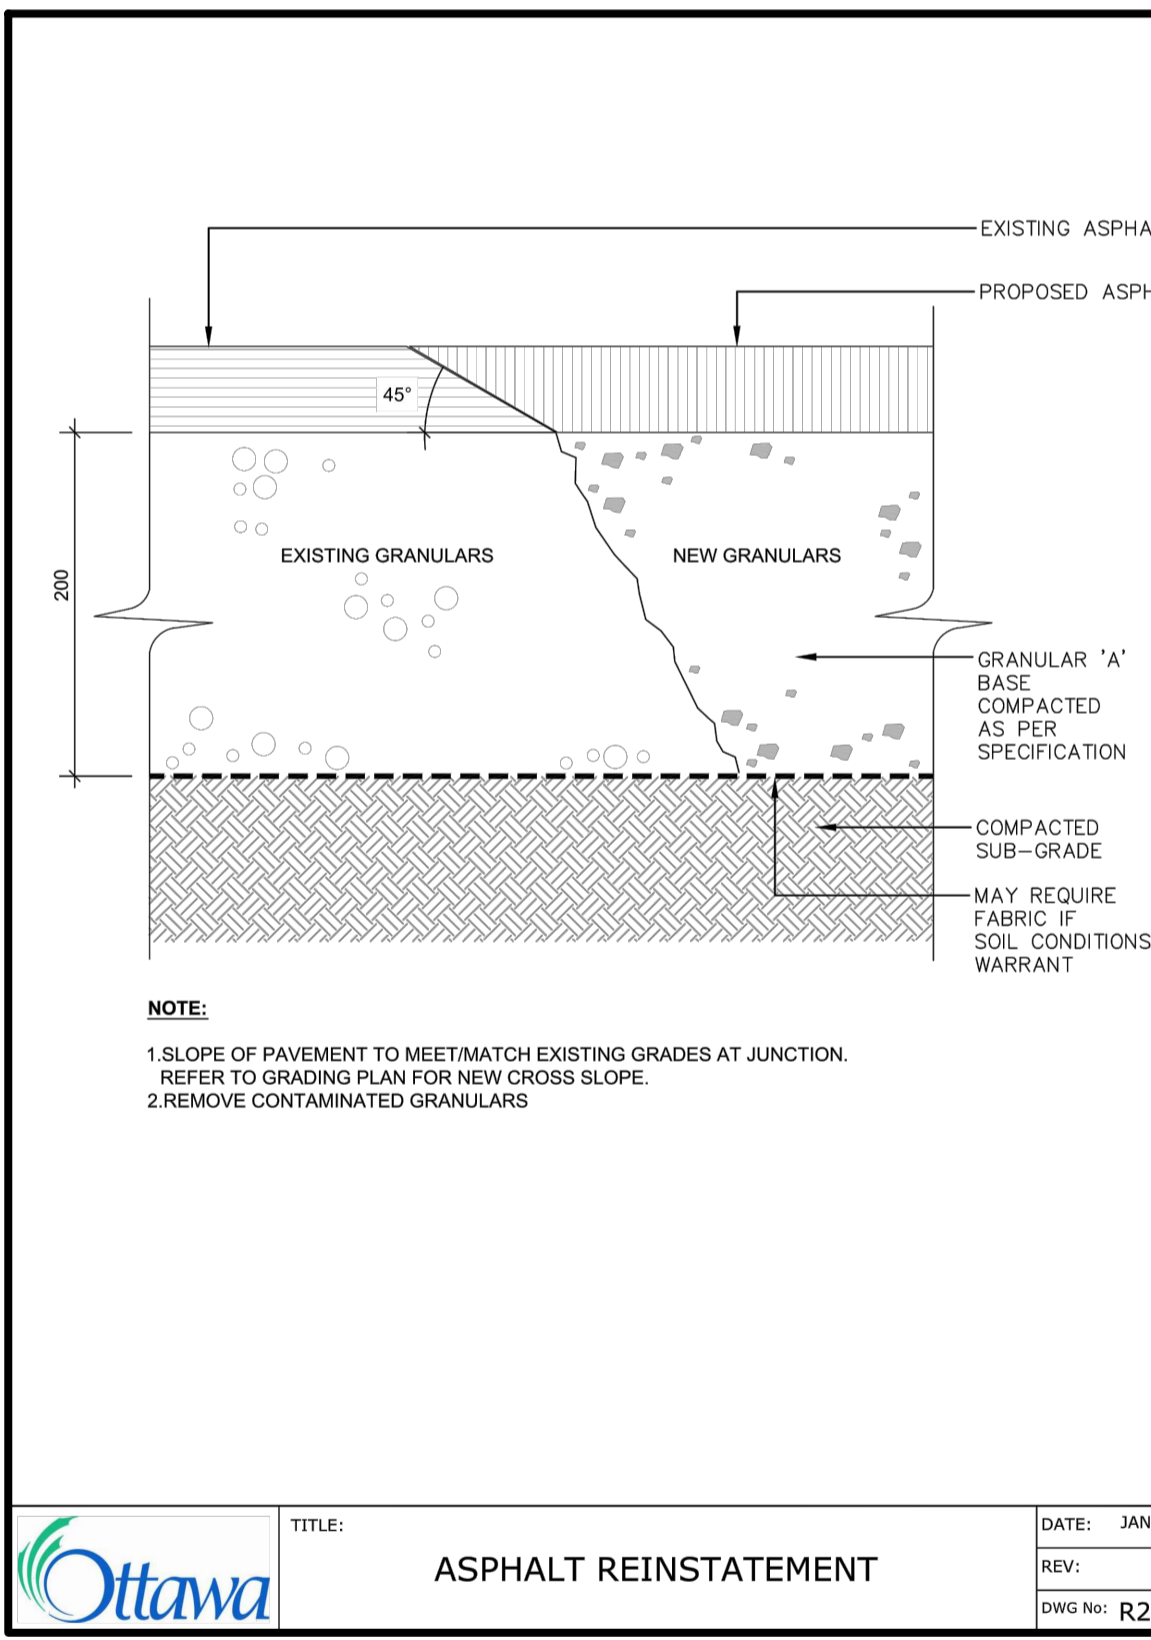 EXISTING ASPHA
PROPOSED ASPH
45°
200
EXISTING GRANULARS
NEW GRANULARS
GRANULAR 'A'
BASE
COMPACTED
AS PER
SPECIFICATION
COMPACTED
SUB-GRADE
MAY REQUIRE
FABRIC IF
SOIL CONDITIONS
WARRANT
NOTE:
1.SLOPE OF PAVEMENT TO MEET/MATCH EXISTING GRADES AT JUNCTION.
REFER TO GRADING PLAN FOR NEW CROSS SLOPE.
2.REMOVE CONTAMINATED GRANULARS
Ottawa
TITLE:
ASPHALT REINSTATEMENT
DATE: JAN
REV:
DWG No: R2